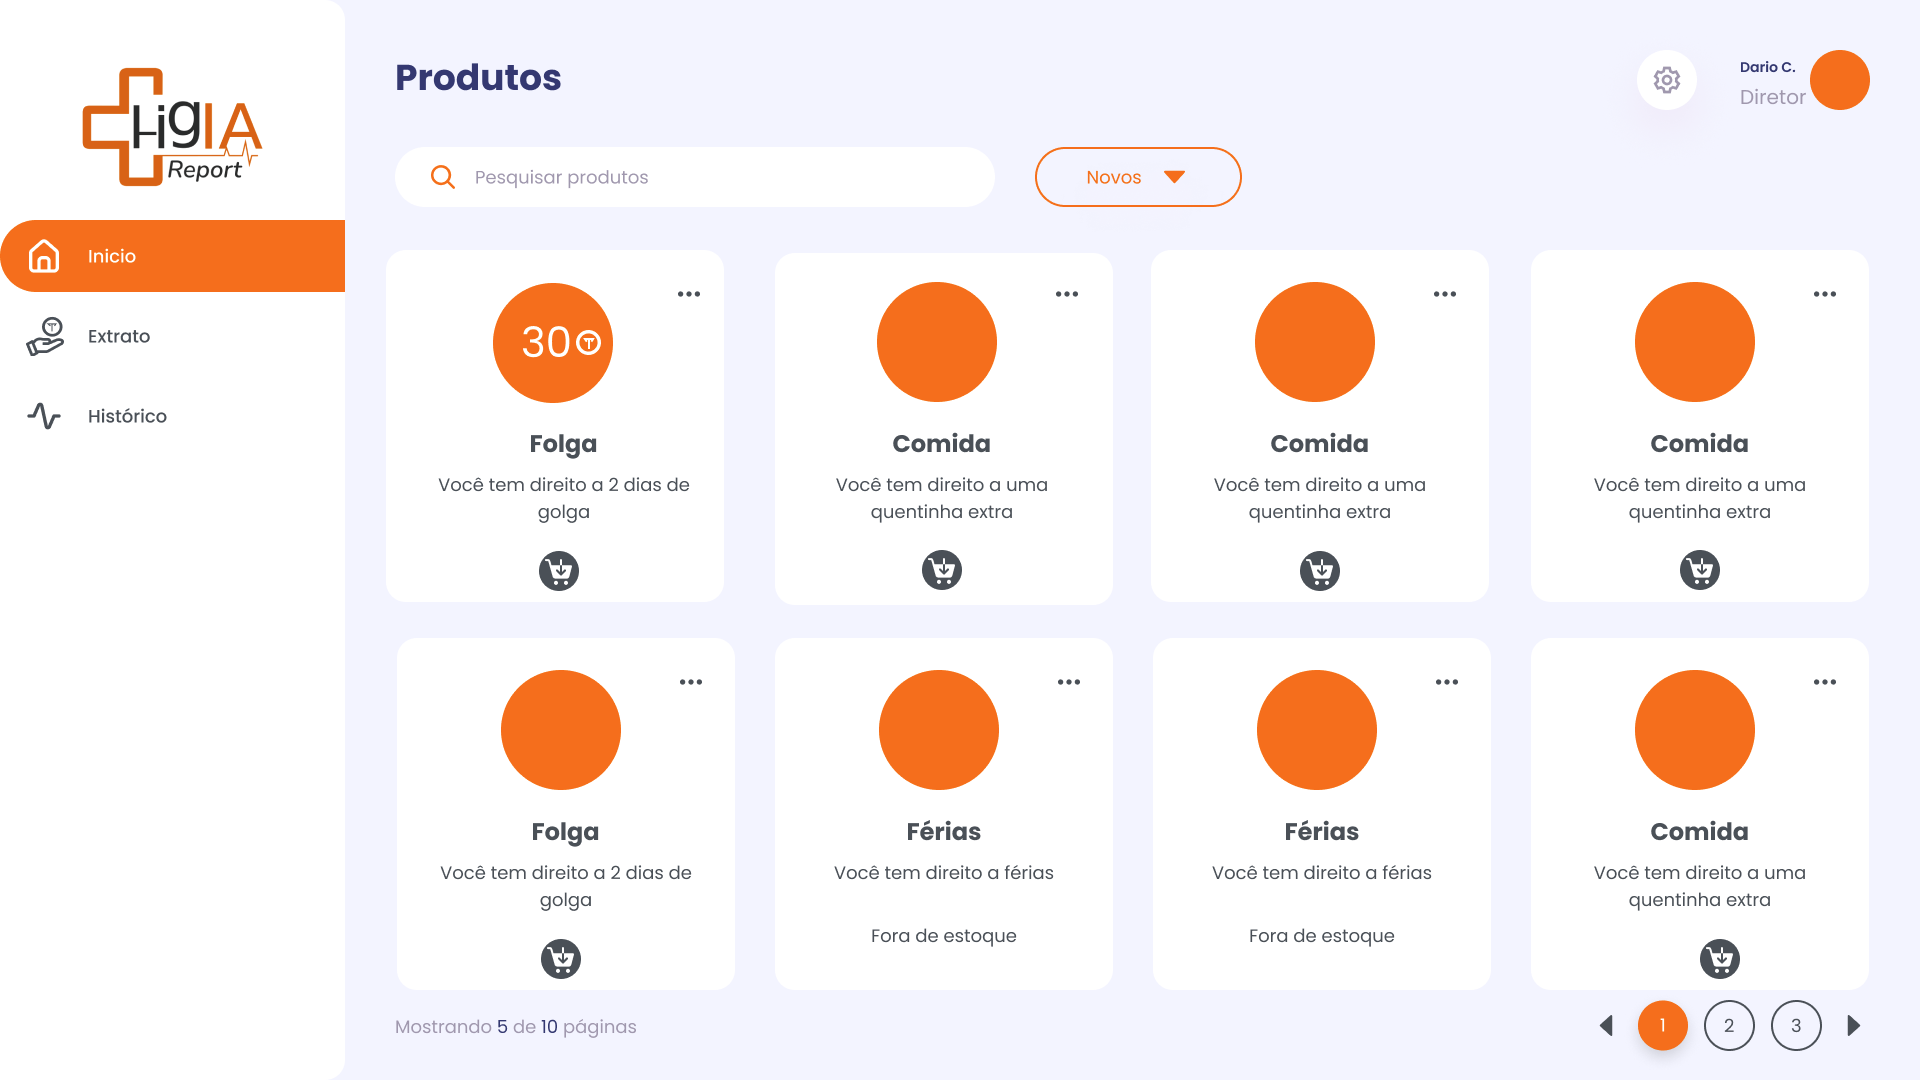 HigIA
Report
Inicio
Extrato
Histórico
Produtos
Dario C.
Diretor
Pesquisar produtos
Novos
30
Folga
Você tem direito a 2 dias de
golga
Comida
Você tem direito a uma
quentinha extra
Comida
Você tem direito a uma
quentinha extra
Comida
Você tem direito a uma
quentinha extra
Folga
Você tem direito a 2 dias de
golga
Férias
Você tem direito a férias
Fora de estoque
Férias
Você tem direito a férias
Fora de estoque
Comida
Você tem direito a uma
quentinha extra
Mostrando 5 de 10 páginas
1
2
3